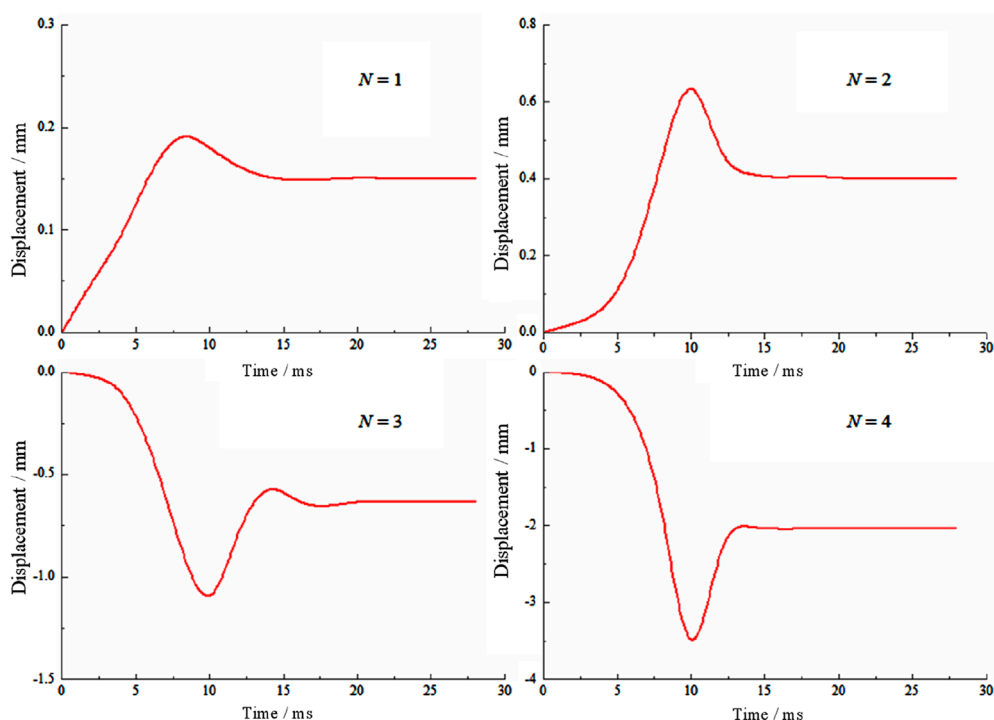 0.3
0.2
0.1
0.0
Displacement / mm
N = 1
0 5 10 15 20 25 30
Time / ms
0.8
0.6
0.4
0.2
0.0
Displacement / mm
N = 2
0 5 10 15 20 25 30
Time / ms
0.0
-0.5
-1.0
-1.5
Displacement / mm
N = 3
0 5 10 15 20 25 30
Time / ms
0
-1
-2
-3
-4
Displacement / mm
N = 4
0 5 10 15 20 25 30
Time / ms